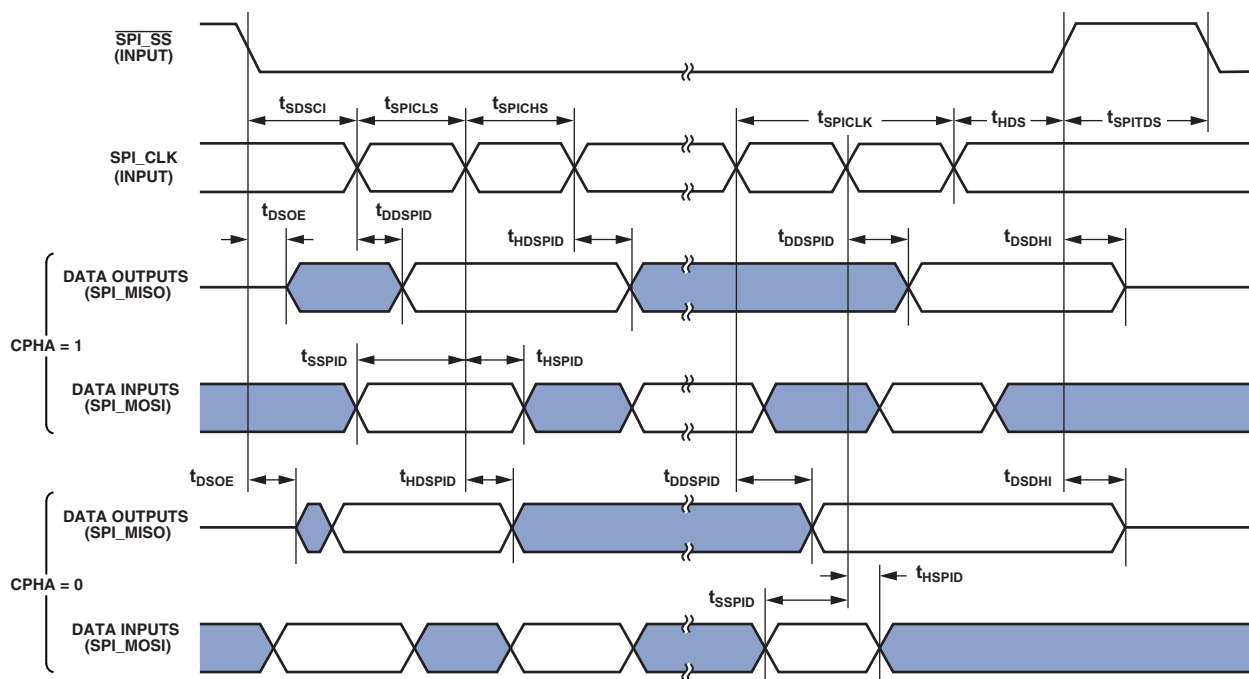 SPI_SS
(INPUT)
tSDSCI tSPICLS tSPICHS tSPICLK tHDS tSPITDS
SPI_CLK
(INPUT)
tDSOE tDDSPID tHDSPID tDDSPID tDSDHI
DATA OUTPUTS
(SPI_MISO)
CPHA = 1
tSSPID tHSPID
DATA INPUTS
(SPI_MOSI)
tDSOE tHDSPID tDDSPID tDSDHI
DATA OUTPUTS
(SPI_MISO)
CPHA = 0
tHSPID
tSSPID
DATA INPUTS
(SPI_MOSI)